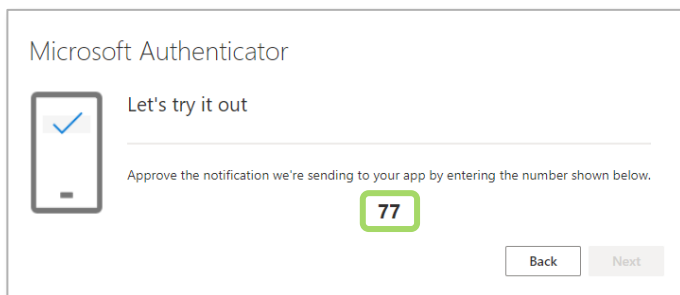 Microsoft Authenticator
Let's try it out
Approve the notification we're sending to your app by entering the number shown below.
77
Back Next